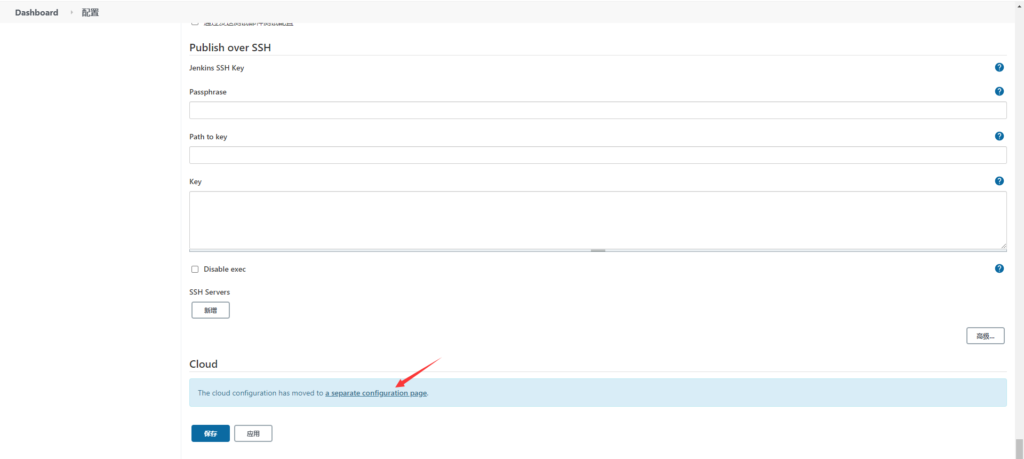 Dashboard
配置
Publish over SSH
Jenkins SSH Key
?
Passphrase
?
Path to key
?
Key
?
Disable exec
?
SSH Servers
新增
高级...
Cloud
The cloud configuration has moved to a separate configuration page.
保存
应用